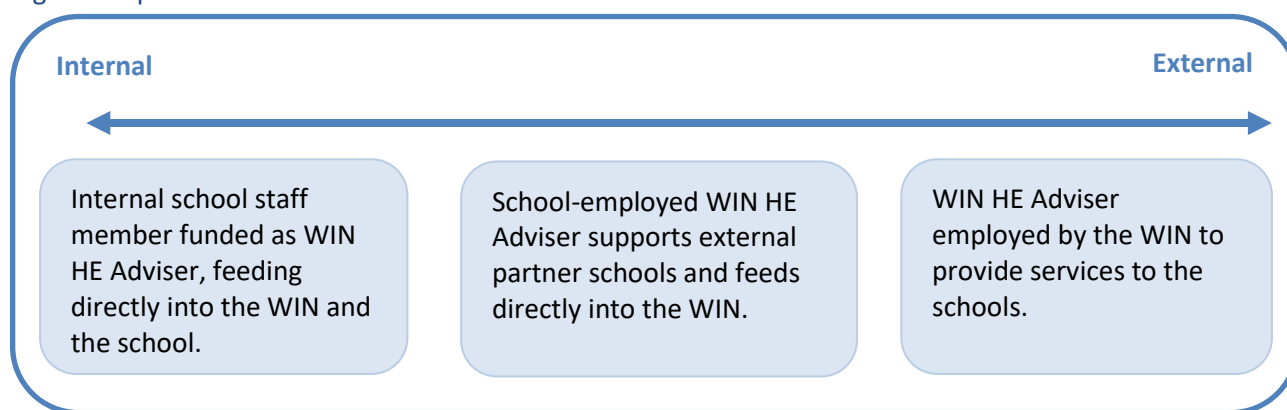 Internal
External
Internal school staff
member funded as WIN
HE Adviser, feeding
directly into the WIN and
the school.
School-employed WIN HE
Adviser supports external
partner schools and feeds
directly into the WIN.
WIN HE Adviser
employed by the WIN to
provide services to the
schools.